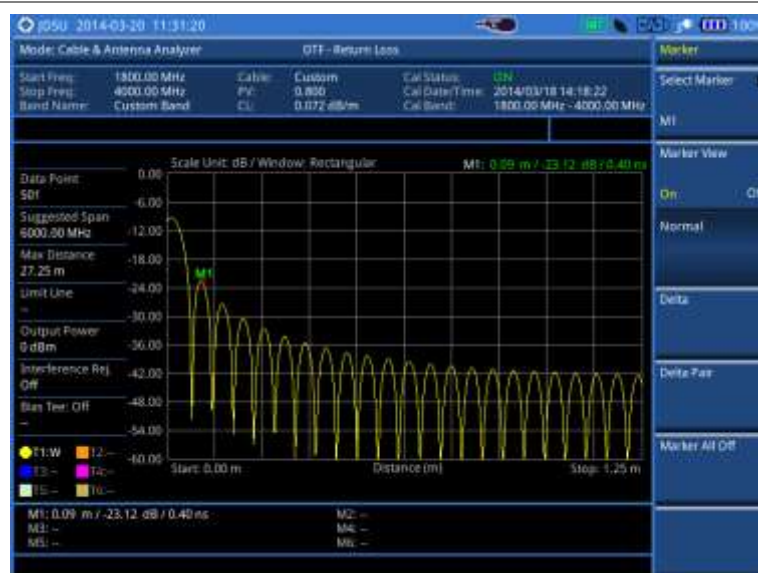 JDSU 2014-03-20 11:31:20
100%
Mode: Cable & Antenna Analyzer DTF - Return Loss
Start Freq: 1800.00 MHz Cable: Custom Cal Status: ON
Stop Freq: 4000.00 MHz PV: 0.800 Cal Date/Time: 2014/03/18 14:18:22
Band Name: Custom Band CL: 0.072 dB/m Cal Band: 1800.00 MHz - 4000.00 MHz
Scale Unit: dB / Window: Rectangular M1: 0.09 m / -23.12 dB / 0.40 ns
Data Point:
501
Suggested Span
6000.00 MHz
Max Distance
27.25 m
Limit Line
--
Output Power
0 dBm
Interference Rej.
Off
Bias Tee: Off
--
T1:W T2:--
T3:-- T4:--
T5:-- T6:--
0.00
-6.00
-12.00
-18.00
-24.00
-30.00
-36.00
-42.00
-48.00
-54.00
-60.00
M1
Start: 0.00 m Distance (m) Stop: 1.25 m
M1: 0.09 m / -23.12 dB / 0.40 ns M2: --
M3: -- M4: --
M5: -- M6: --
Marker
Select Marker
M1
Marker View
On
Normal
Delta
Delta Pair
Marker All Off